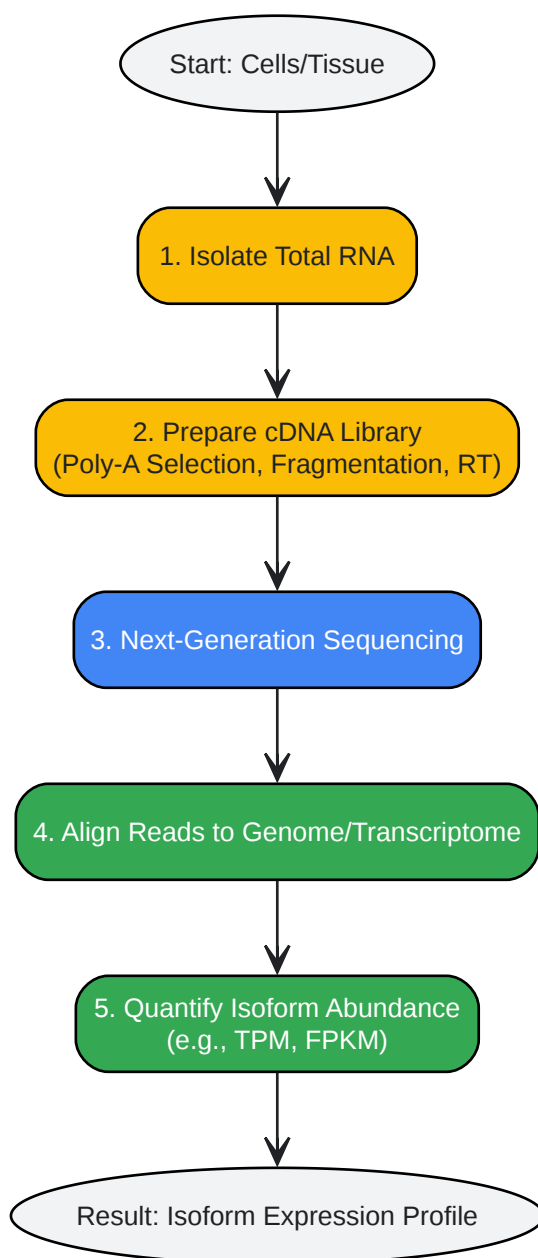 Start: Cells/Tissue
1. Isolate Total RNA
2. Prepare cDNA Library
(Poly-A Selection, Fragmentation, RT)
3. Next-Generation Sequencing
4. Align Reads to Genome/Transcriptome
5. Quantify Isoform Abundance
(e.g., TPM, FPKM)
Result: Isoform Expression Profile